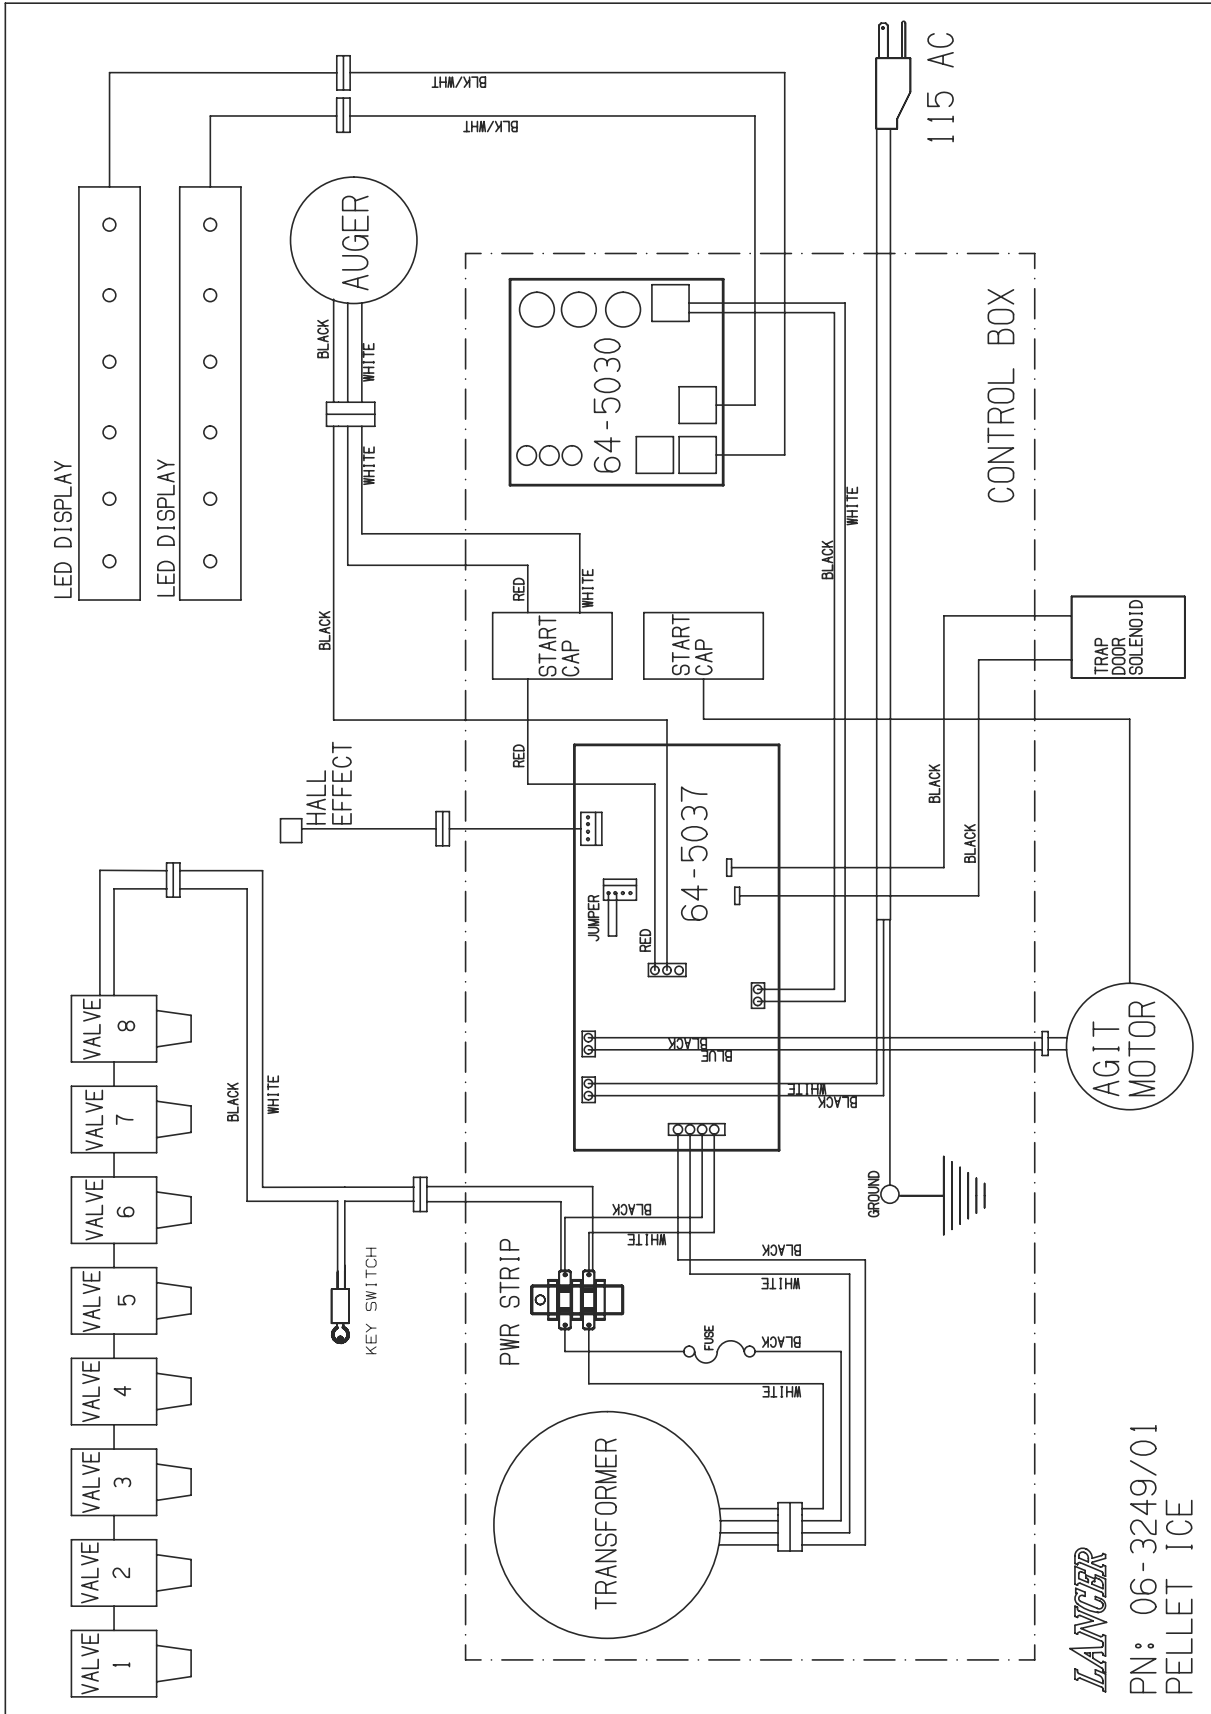 LED DISPLAY
LED DISPLAY
BLK/WHT
BLK/WHT
115 AC
AUGER
BLACK
WHITE
WHITE
BLACK
RED
WHITE
64-5030
CONTROL BOX
BLACK
WHITE
START
CAP
START
CAP
TRAP
DOOR
SOLENOID
HALL
EFFECT
RED
JUMPER
RED
64-5037
BLACK
BLACK
VALVE
8
VALVE
7
VALVE
6
VALVE
5
VALVE
4
VALVE
3
VALVE
2
VALVE
1
BLACK
WHITE
KEY SWITCH
BLACK
BLUE
WHITE
BLACK
AGIT
MOTOR
GROUND
PWR STRIP
BLACK
WHITE
BLACK
WHITE
FUSE
BLACK
WHITE
TRANSFORMER
LANCER
PN: 06-3249/01
PELLET ICE